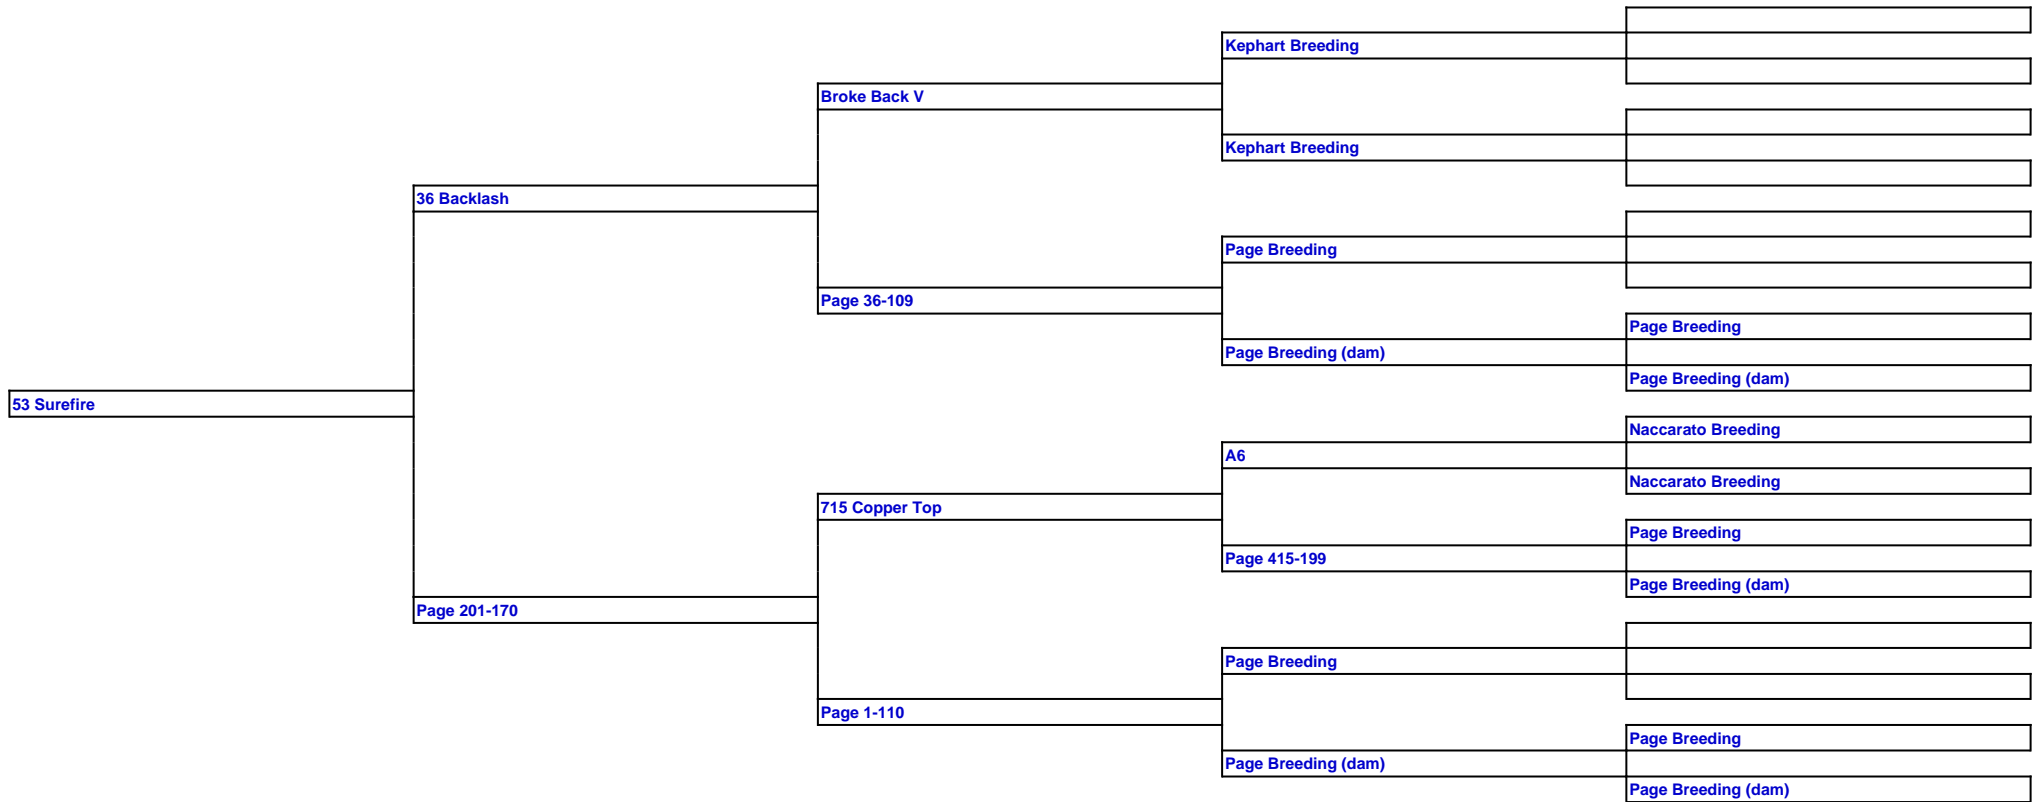 Kephart Breeding
Broke Back V
Kephart Breeding
36 Backlash
Page Breeding
Page 36-109
Page Breeding
Page Breeding (dam)
Page Breeding (dam)
53 Surefire
Naccarato Breeding
A6
Naccarato Breeding
715 Copper Top
Page Breeding
Page 415-199
Page Breeding (dam)
Page 201-170
Page Breeding
Page 1-110
Page Breeding
Page Breeding (dam)
Page Breeding (dam)